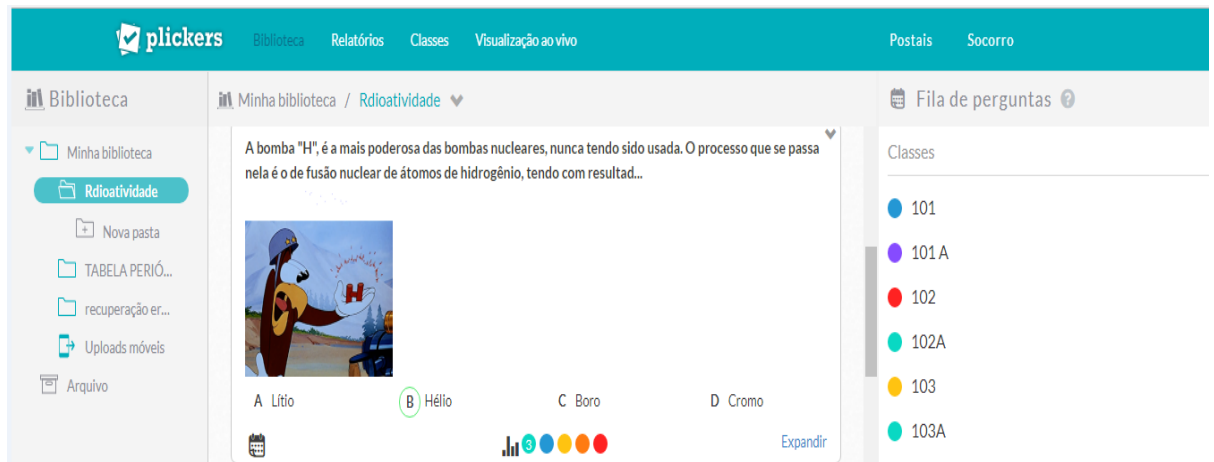 plickers Biblioteca Relatórios Classes Visualização ao vivo Postais Socorro
Biblioteca
Minha biblioteca
Rdioatividade
Nova pasta
TABELA PERIÓ...
recuperação er...
Uploads móveis
Arquivo
Minha biblioteca / Rdioatividade
A bomba "H", é a mais poderosa das bombas nucleares, nunca tendo sido usada. O processo que se passa
nela é o de fusão nuclear de átomos de hidrogênio, tendo com resultad...
H
A Lítio B Hélio C Boro D Cromo
3 Expandir
Fila de perguntas ?
Classes
101
101 A
102
102A
103
103A